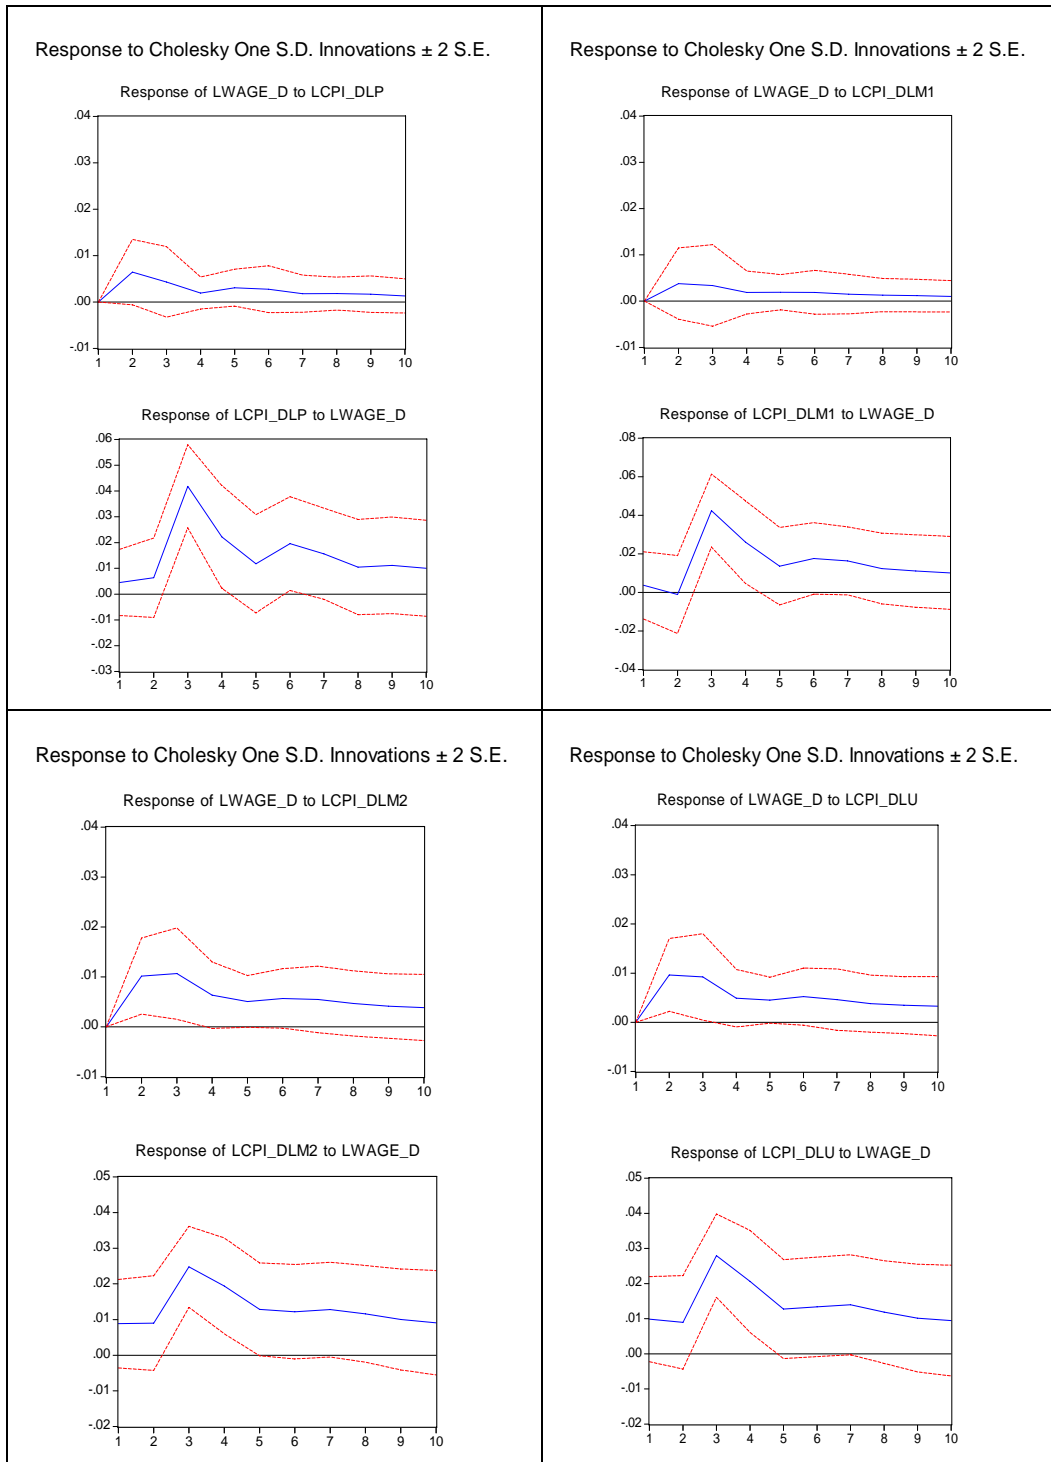 Response to Cholesky One S.D. Innovations ± 2 S.E.
Response of LWAGE_D to LCPI_DLP
.04
.03
.02
.01
.00
-.01
1 2 3 4 5 6 7 8 9 10
Response of LCPI_DLP to LWAGE_D
.06
.05
.04
.03
.02
.01
.00
-.01
-.02
-.03
1 2 3 4 5 6 7 8 9 10
Response to Cholesky One S.D. Innovations ± 2 S.E.
Response of LWAGE_D to LCPI_DLM1
.04
.03
.02
.01
.00
-.01
1 2 3 4 5 6 7 8 9 10
Response of LCPI_DLM1 to LWAGE_D
.08
.06
.04
.02
.00
-.02
-.04
1 2 3 4 5 6 7 8 9 10
Response to Cholesky One S.D. Innovations ± 2 S.E.
Response of LWAGE_D to LCPI_DLM2
.04
.03
.02
.01
.00
-.01
1 2 3 4 5 6 7 8 9 10
Response of LCPI_DLM2 to LWAGE_D
.05
.04
.03
.02
.01
.00
-.01
-.02
1 2 3 4 5 6 7 8 9 10
Response to Cholesky One S.D. Innovations ± 2 S.E.
Response of LWAGE_D to LCPI_DLU
.04
.03
.02
.01
.00
-.01
1 2 3 4 5 6 7 8 9 10
Response of LCPI_DLU to LWAGE_D
.05
.04
.03
.02
.01
.00
-.01
-.02
1 2 3 4 5 6 7 8 9 10